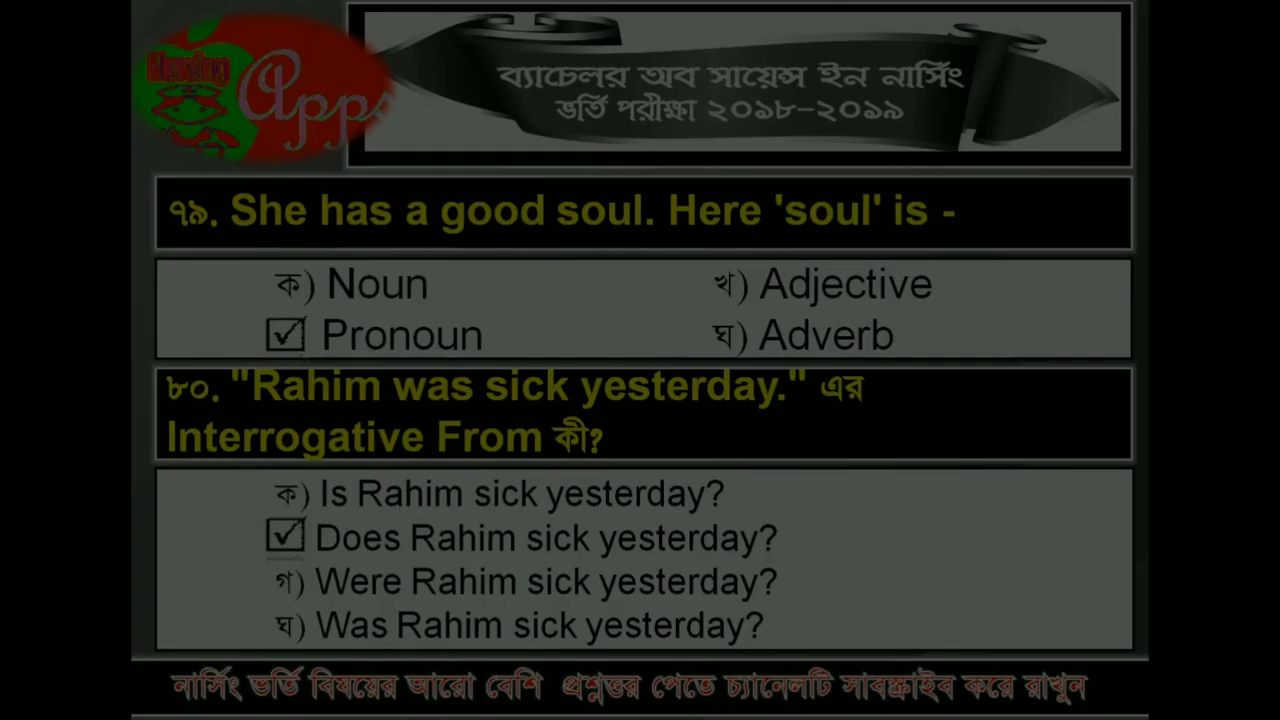 নার্সিং
Apps
ব্যাচেলর অব সায়েন্স ইন নার্সিং
ভর্তি পরীক্ষা ২০১৮-২০১৯
৭৯. She has a good soul. Here 'soul' is -
ক) Noun খ) Adjective
☑ Pronoun ঘ) Adverb
৮০. "Rahim was sick yesterday." এর
Interrogative From কী?
ক) Is Rahim sick yesterday?
☑ Does Rahim sick yesterday?
গ) Were Rahim sick yesterday?
ঘ) Was Rahim sick yesterday?
নার্সিং ভর্তি বিষয়ের আরো বেশি প্রশ্নত্তর পেতে চ্যানেলটি সাবস্ক্রাইব করে রাখুন